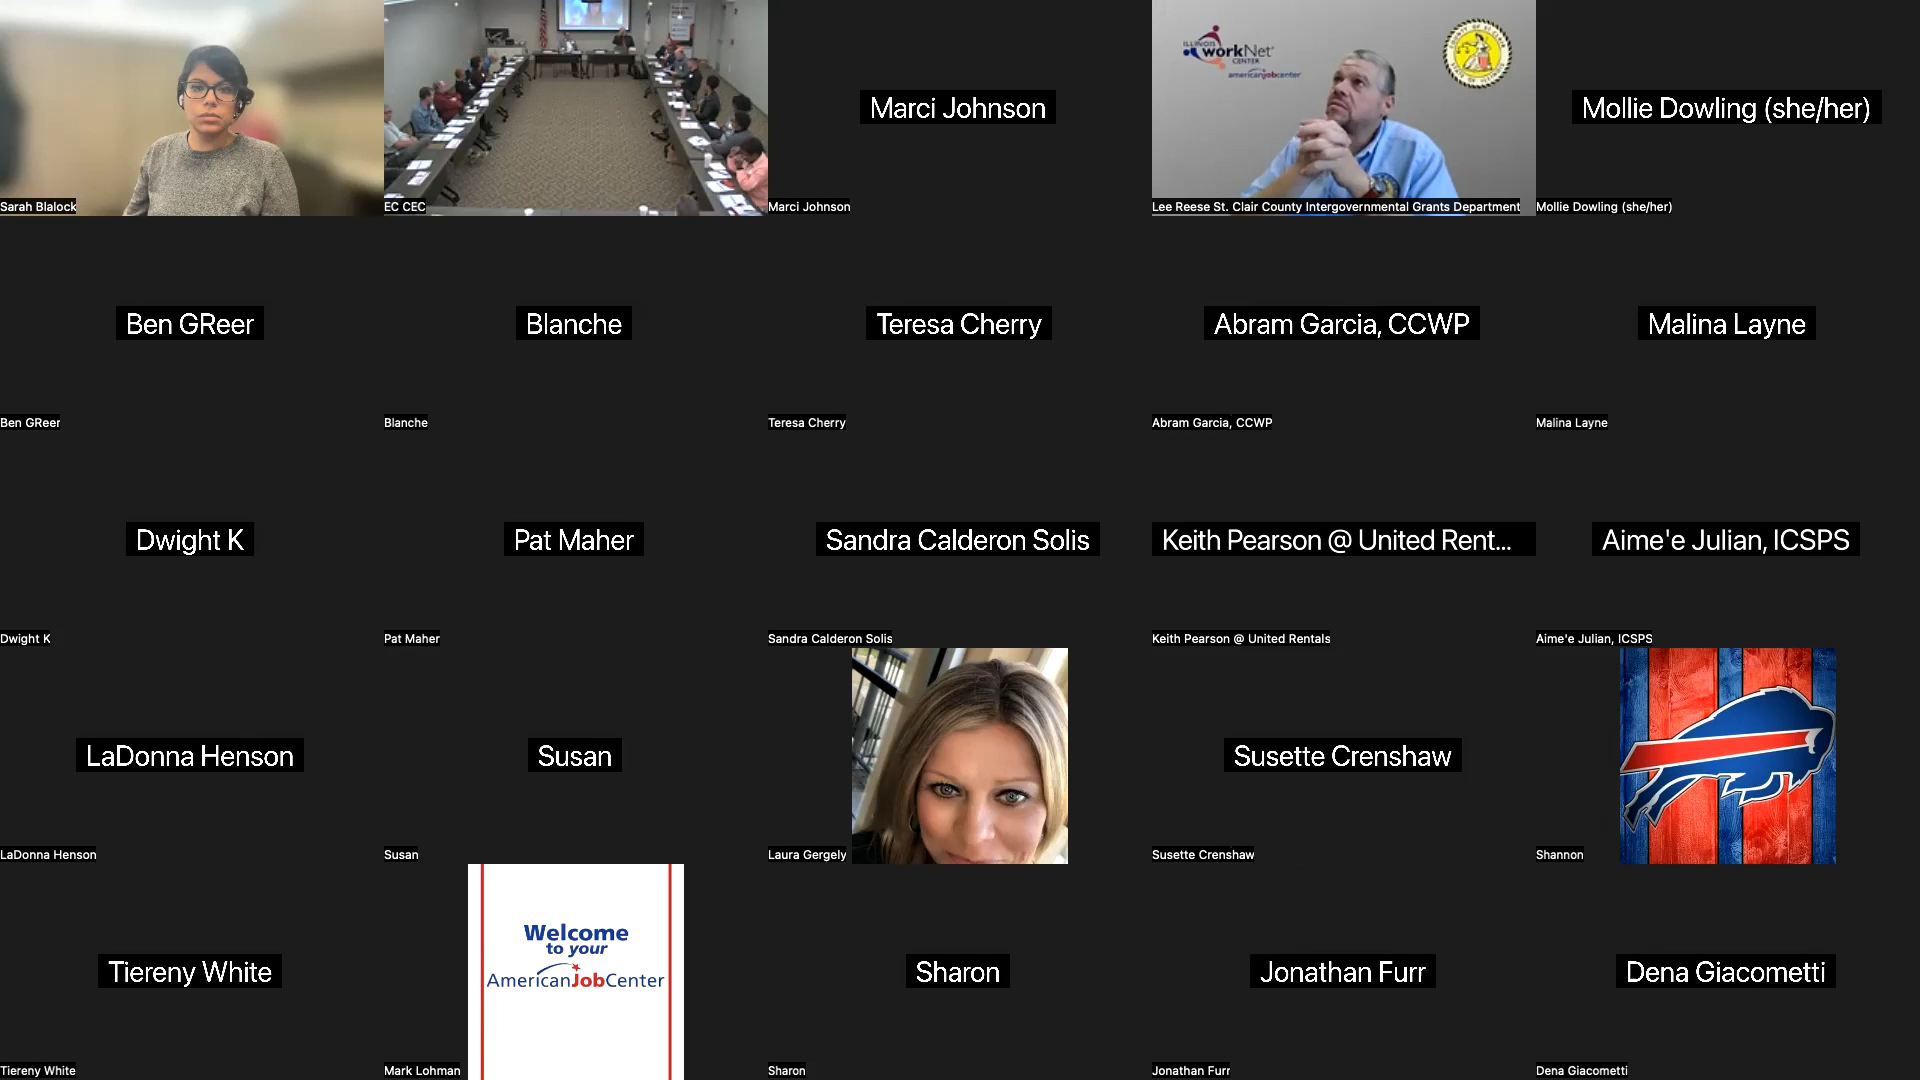 Sarah Blalock
EC CEC
Marci Johnson
Marci Johnson
ILLINOIS
workNet
CENTER
americanjobcenter
Lee Reese St. Clair County Intergovernmental Grants Department
Mollie Dowling (she/her)
Mollie Dowling (she/her)
Ben GReer
Ben GReer
Blanche
Blanche
Teresa Cherry
Teresa Cherry
Abram Garcia, CCWP
Abram Garcia, CCWP
Malina Layne
Malina Layne
Dwight K
Dwight K
Pat Maher
Pat Maher
Sandra Calderon Solis
Sandra Calderon Solis
Keith Pearson @ United Rent...
Keith Pearson @ United Rentals
Aime'e Julian, ICSPS
Aime'e Julian, ICSPS
LaDonna Henson
LaDonna Henson
Susan
Susan
Laura Gergely
Susette Crenshaw
Susette Crenshaw
Shannon
Tiereny White
Tiereny White
Welcome
to your
AmericanJobCenter
Mark Lohman
Sharon
Sharon
Jonathan Furr
Jonathan Furr
Dena Giacometti
Dena Giacometti